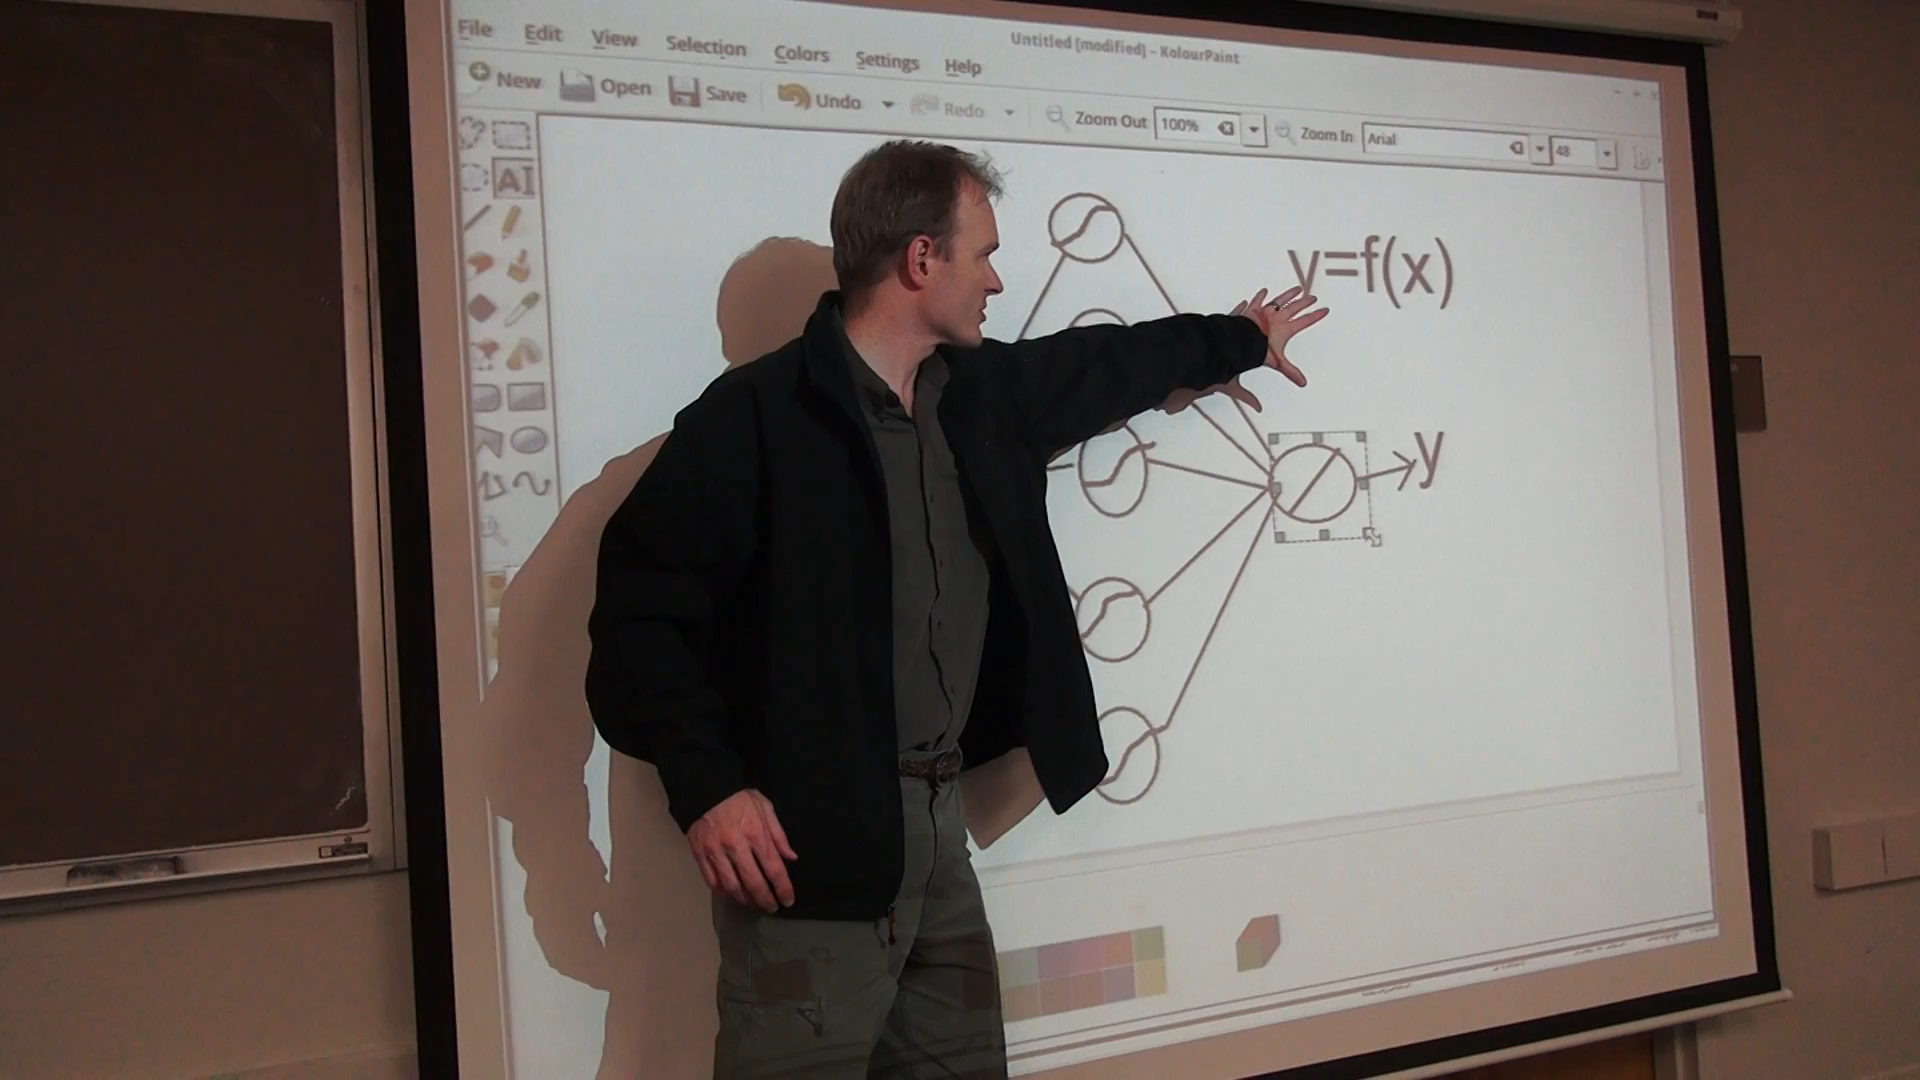 Untitled [modified] - KolourPaint
File Edit View Selection Colors Settings Help
New Open Save Undo Redo Zoom Out 100% Zoom In Arial 48
AI
y=f(x)
y